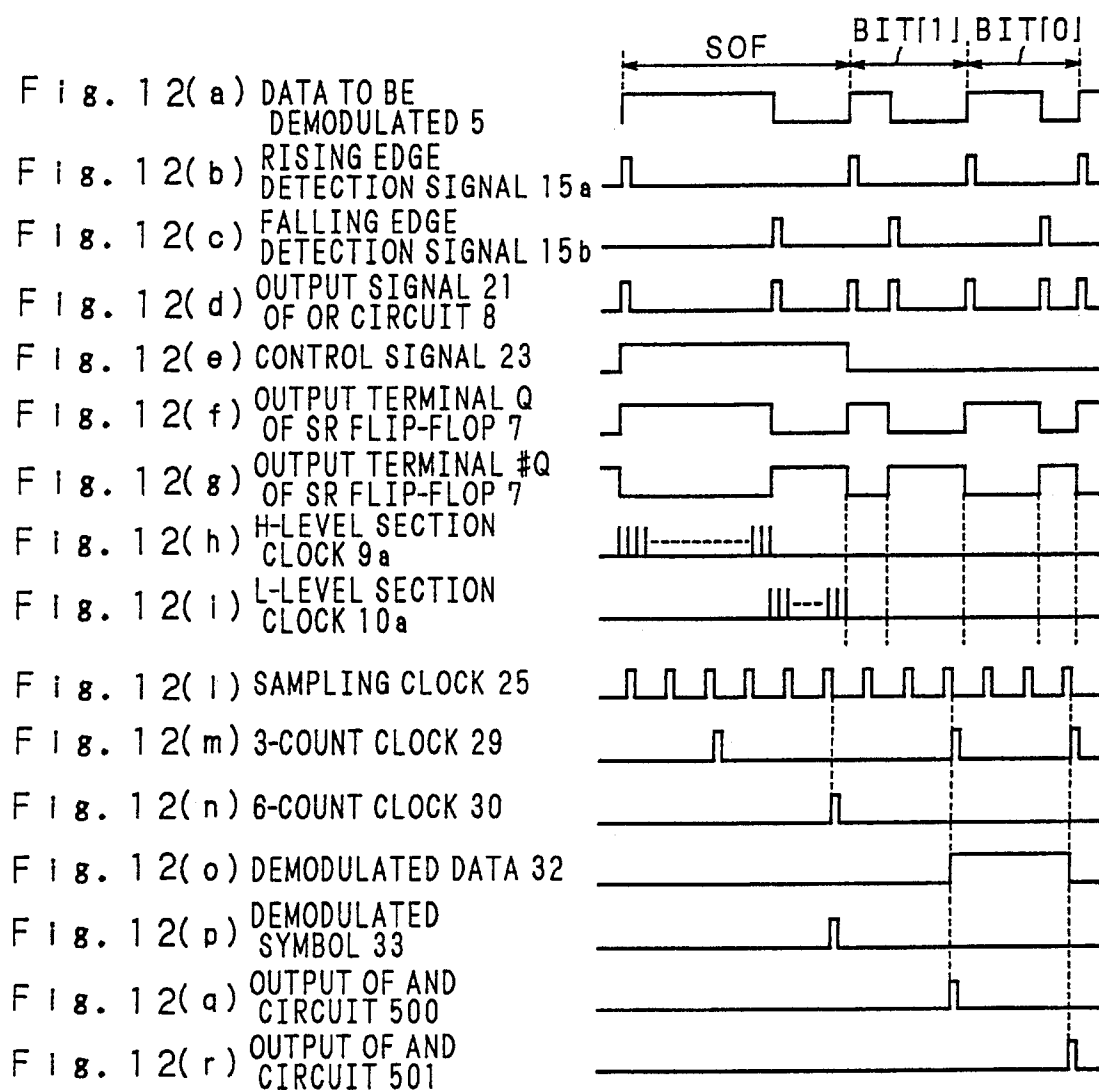 SOF BIT[1] BIT[0]
Fig. 12(a) DATA TO BE
DEMODULATED 5
Fig. 12(b) RISING EDGE
DETECTION SIGNAL 15a
Fig. 12(c) FALLING EDGE
DETECTION SIGNAL 15b
Fig. 12(d) OUTPUT SIGNAL 21
OF OR CIRCUIT 8
Fig. 12(e) CONTROL SIGNAL 23
Fig. 12(f) OUTPUT TERMINAL Q
OF SR FLIP-FLOP 7
Fig. 12(g) OUTPUT TERMINAL #Q
OF SR FLIP-FLOP 7
Fig. 12(h) H-LEVEL SECTION
CLOCK 9a
Fig. 12(i) L-LEVEL SECTION
CLOCK 10a
Fig. 12(l) SAMPLING CLOCK 25
Fig. 12(m) 3-COUNT CLOCK 29
Fig. 12(n) 6-COUNT CLOCK 30
Fig. 12(o) DEMODULATED DATA 32
Fig. 12(p) DEMODULATED
SYMBOL 33
Fig. 12(q) OUTPUT OF AND
CIRCUIT 500
Fig. 12(r) OUTPUT OF AND
CIRCUIT 501